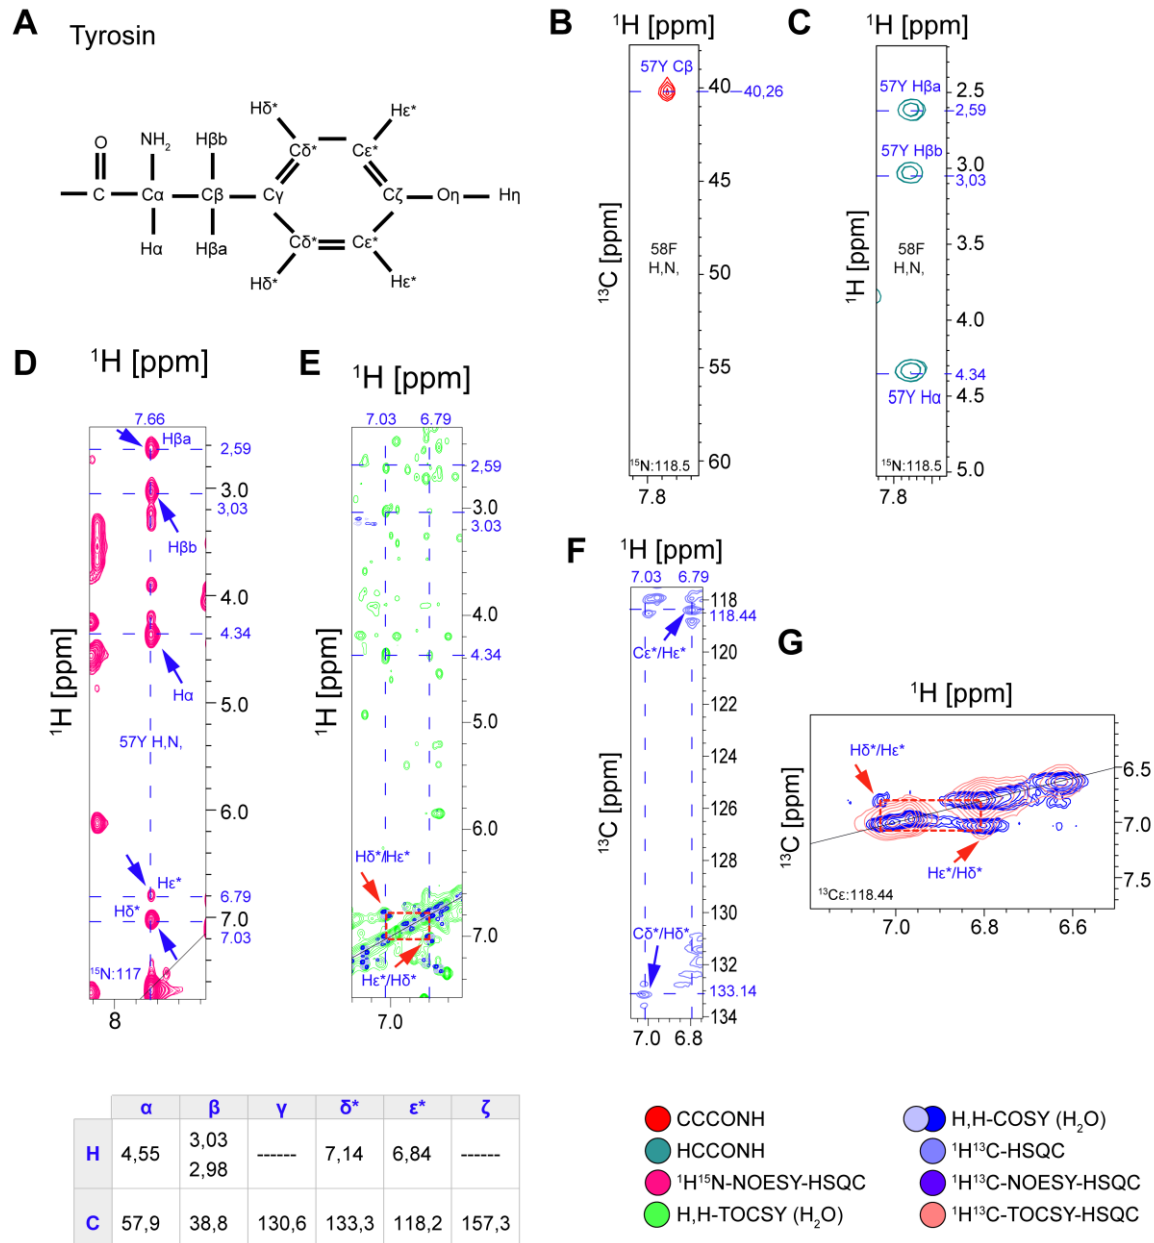 A
Tyrosin
O
NH2
Hβb
Hδ*
Hε*
Cδ*
Cε*
C
Cα
Cβ
Cγ
Cζ
Oη
Hη
Hα
Hβa
Cδ*
Cε*
Hδ*
Hε*
B
1H [ppm]
57Y Cβ
40
40,26
45
50
55
60
13C [ppm]
58F
H,N,
15N:118.5
7.8
C
1H [ppm]
57Y Hβa
2.5
2,59
57Y Hβb
3.0
3,03
3.5
4.0
4.34
4.5
5.0
57Y Hα
1H [ppm]
58F
H,N,
15N:118.5
7.8
D
1H [ppm]
7.66
Hβa
2,59
3.0
3,03
Hβb
4.0
4.34
Hα
5.0
57Y H,N,
6.0
Hε*
6.79
Hδ*
7.0
7.03
15N:117
8
1H [ppm]
E
1H [ppm]
7.03 6.79
2,59
3.0
3.03
4.0
4.34
5.0
6.0
Hδ*/Hε*
7.0
Hε*/Hδ*
7.0
1H [ppm]
F
1H [ppm]
7.03 6.79
118
118.44
Cε*/Hε*
120
122
124
126
128
130
132
Cδ*/Hδ*
133.14
134
7.0 6.8
13C [ppm]
G
1H [ppm]
Hδ*/Hε*
6.5
7.0
7.5
Hε*/Hδ*
13Cε:118.44
7.0 6.8 6.6
13C [ppm]
α β γ δ* ε* ζ
H 4,55 3,03 ------ 7,14 6,84 ------
2,98
C 57,9 38,8 130,6 133,3 118,2 157,3
CCCONH
HCCONH
1H15N-NOESY-HSQC
H,H-TOCSY (H2O)
H,H-COSY (H2O)
1H13C-HSQC
1H13C-NOESY-HSQC
1H13C-TOCSY-HSQC